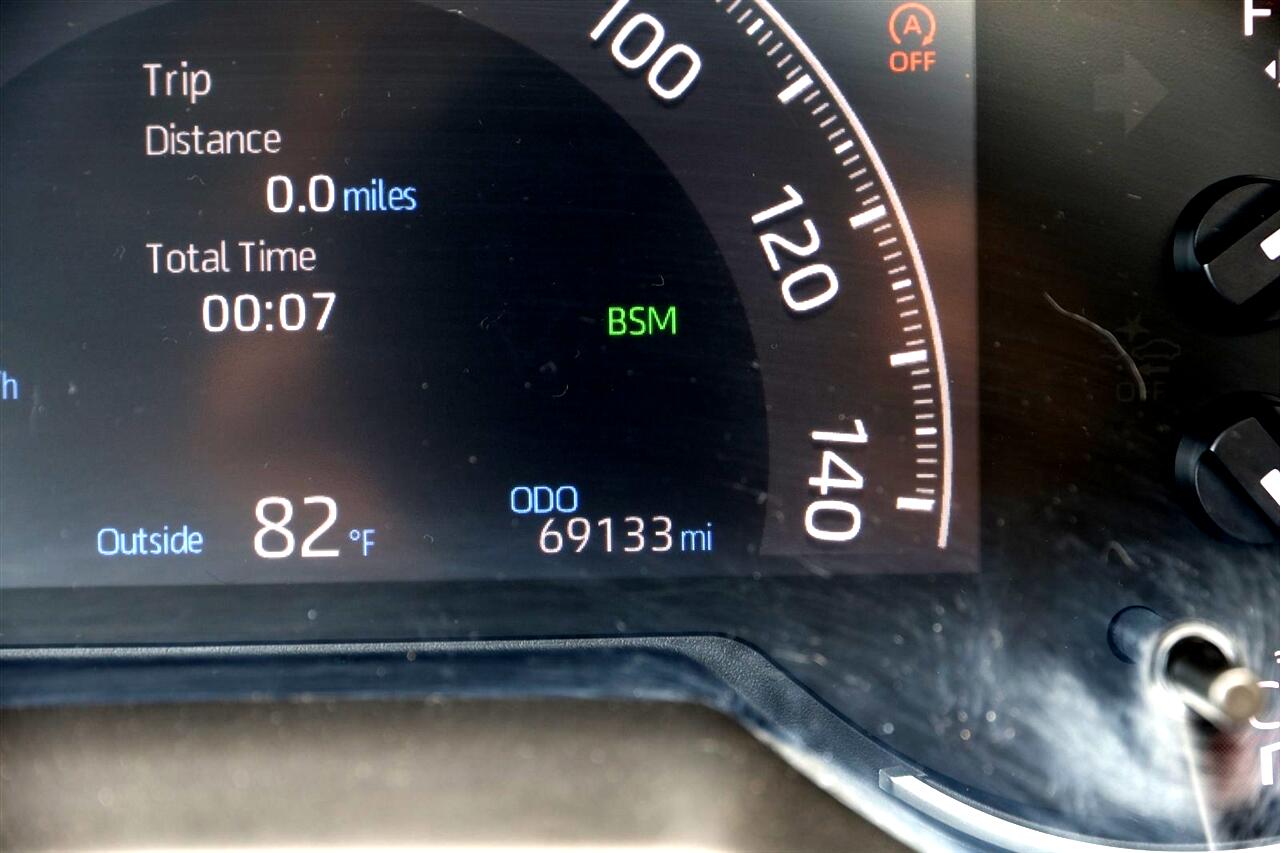 Trip
Distance
0.0 miles
Total Time
00:07
/h
Outside 82 °F
ODO
69133 mi
BSM
100
120
140
A
OFF
F
OFF